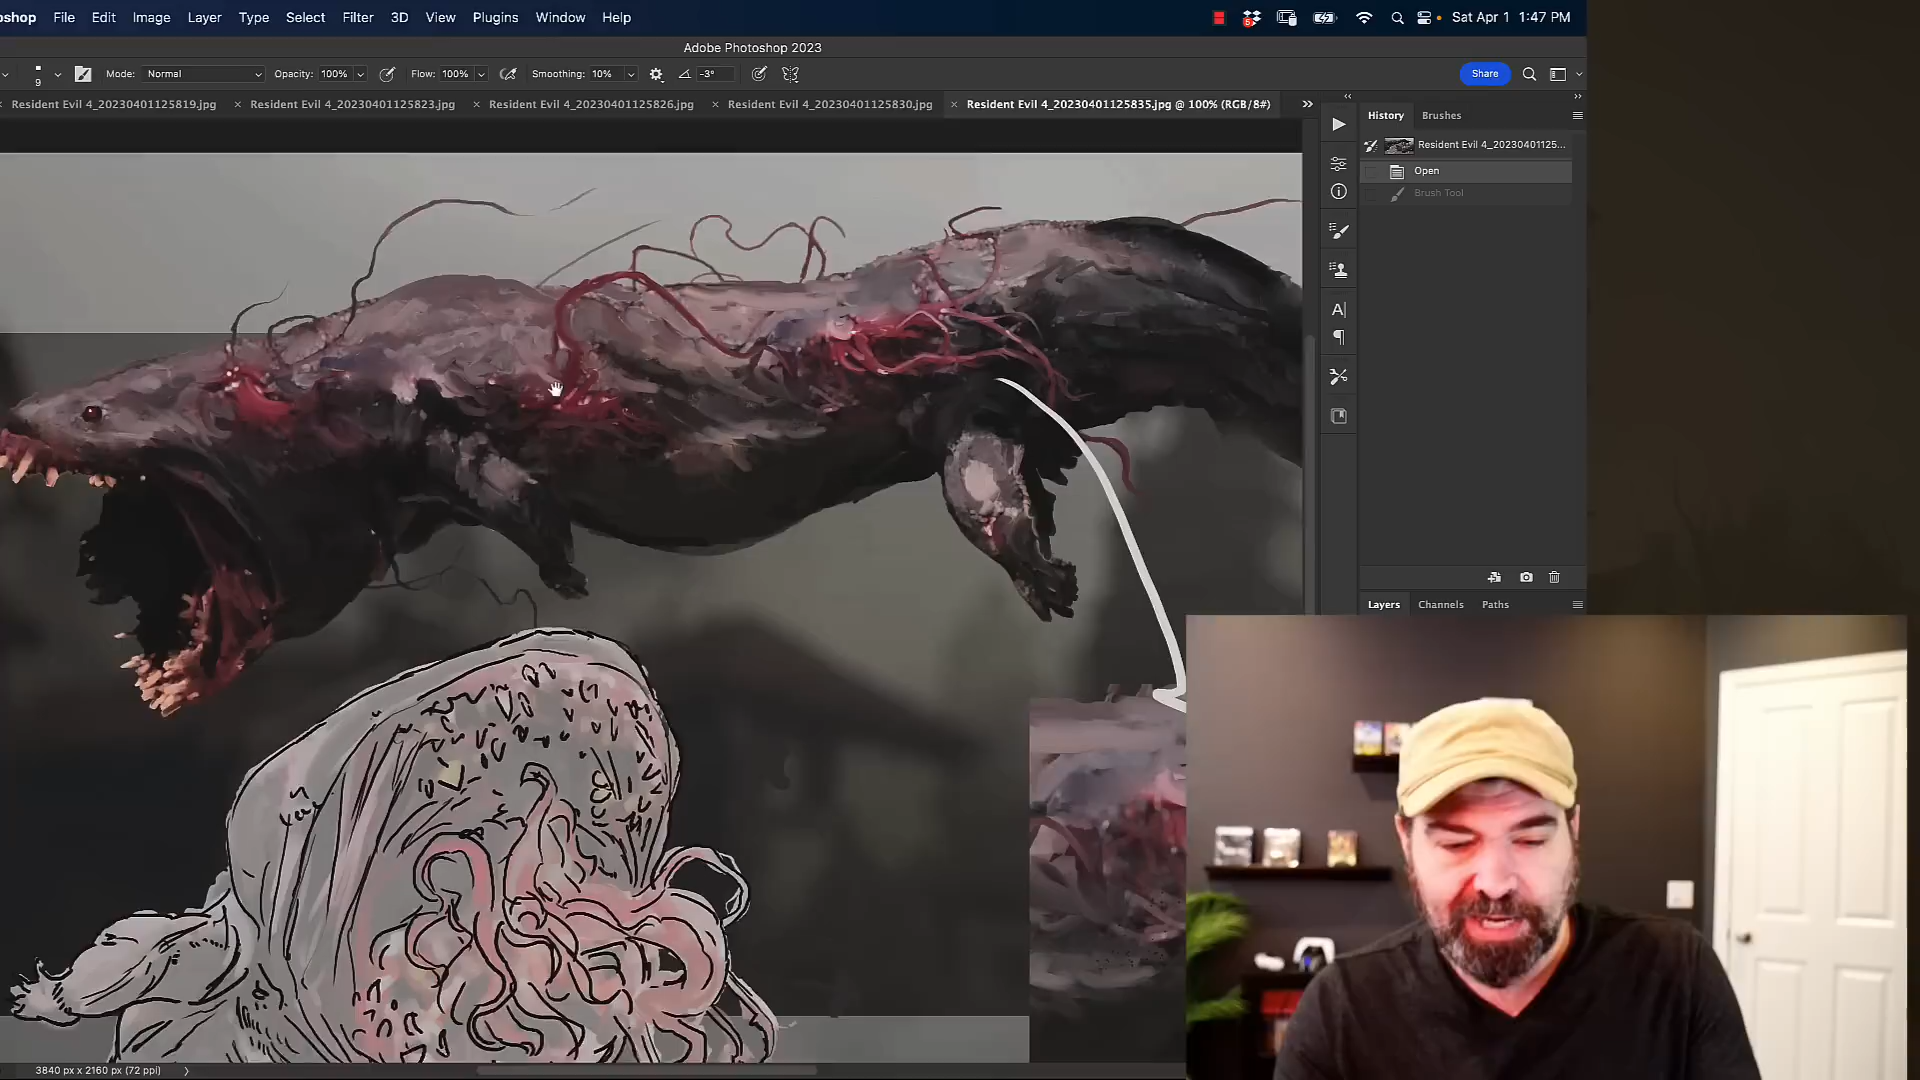 oshop File Edit Image Layer Type Select Filter 3D View Plugins Window Help Sat Apr 1 1:47 PM
Adobe Photoshop 2023
9 Mode: Normal Opacity: 100% Flow: 100% Smoothing: 10% -3° Share
Resident Evil 4_20230401125819.jpg × Resident Evil 4_20230401125823.jpg × Resident Evil 4_20230401125826.jpg × Resident Evil 4_20230401125830.jpg × Resident Evil 4_20230401125835.jpg @ 100% (RGB/8#)
History Brushes
Resident Evil 4_20230401125...
Open
Brush Tool
Layers Channels Paths
3840 px x 2160 px (72 ppi)